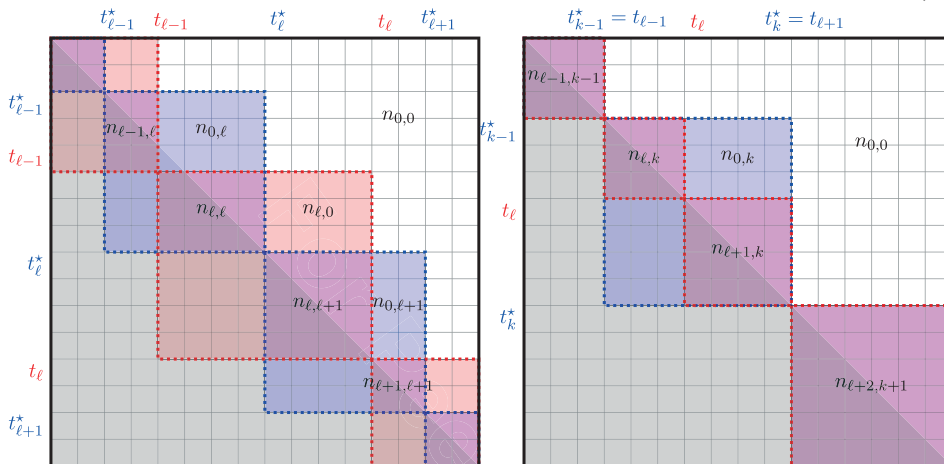 t⋆ℓ−1 tℓ−1 t⋆ℓ tℓ t⋆ℓ+1
t⋆ℓ−1
tℓ−1
t⋆ℓ
tℓ
t⋆ℓ+1
n0,0
nℓ−1,ℓ n0,ℓ
nℓ,ℓ nℓ,0
nℓ,ℓ+1 n0,ℓ+1
nℓ+1,ℓ+1
t⋆k−1 = tℓ−1 tℓ t⋆k = tℓ+1
t⋆k−1
tℓ
t⋆k
nℓ−1,k−1
nℓ,k n0,k n0,0
nℓ+1,k
nℓ+2,k+1